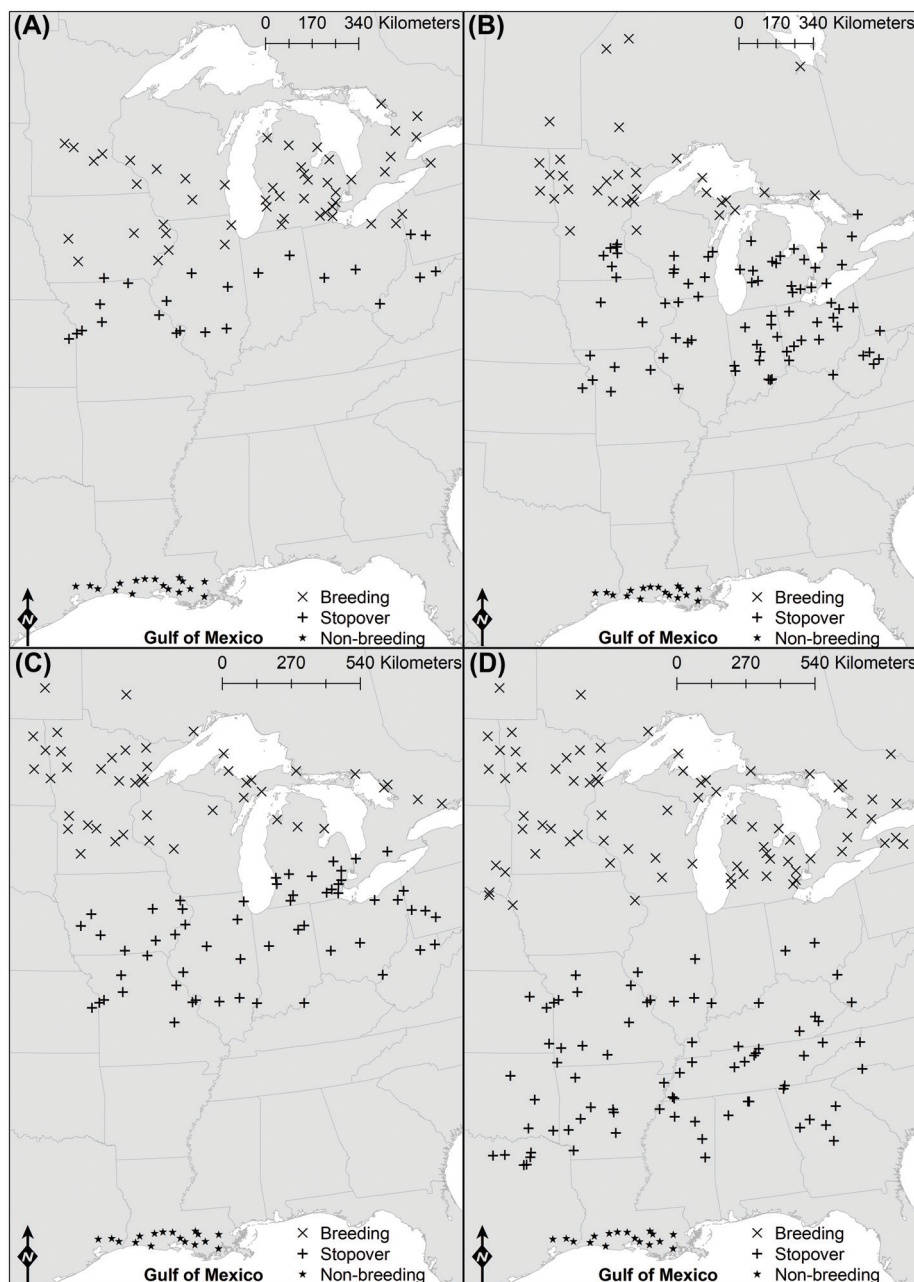 (A)
0 170 340 Kilometers
× Breeding
+ Stopover
★ Non-breeding
Gulf of Mexico
N
(B)
0 170 340 Kilometers
× Breeding
+ Stopover
★ Non-breeding
Gulf of Mexico
N
(C)
0 270 540 Kilometers
× Breeding
+ Stopover
★ Non-breeding
Gulf of Mexico
N
(D)
0 270 540 Kilometers
× Breeding
+ Stopover
★ Non-breeding
Gulf of Mexico
N